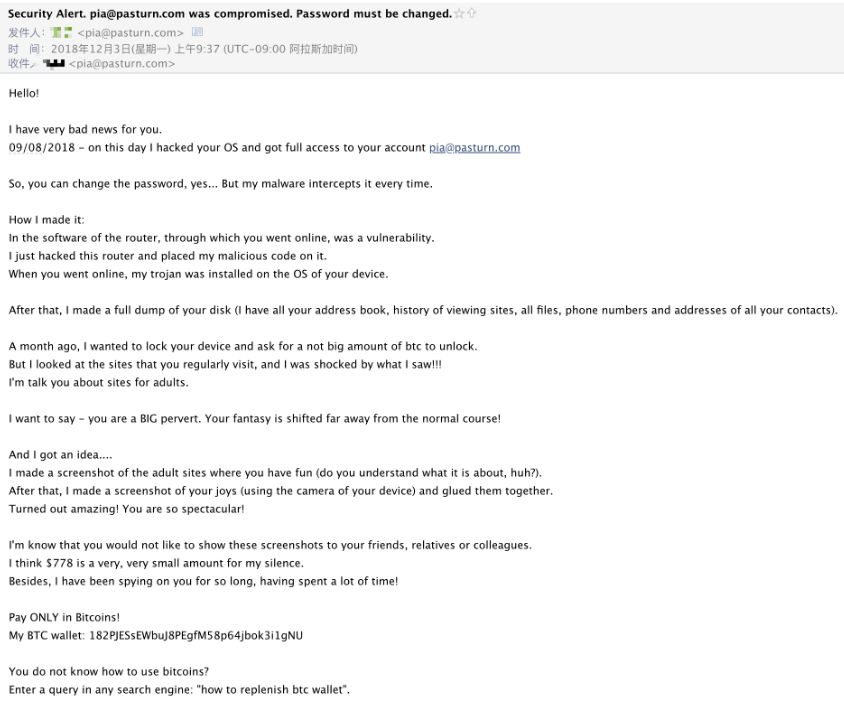 Security Alert. pia@pasturn.com was compromised. Password must be changed.
发件人: <pia@pasturn.com>
时 间: 2018年12月3日(星期一) 上午9:37 (UTC-09:00 阿拉斯加时间)
收件 <pia@pasturn.com>
Hello!
I have very bad news for you.
09/08/2018 – on this day I hacked your OS and got full access to your account pia@pasturn.com
So, you can change the password, yes... But my malware intercepts it every time.
How I made it:
In the software of the router, through which you went online, was a vulnerability.
I just hacked this router and placed my malicious code on it.
When you went online, my trojan was installed on the OS of your device.
After that, I made a full dump of your disk (I have all your address book, history of viewing sites, all files, phone numbers and addresses of all your contacts).
A month ago, I wanted to lock your device and ask for a not big amount of btc to unlock.
But I looked at the sites that you regularly visit, and I was shocked by what I saw!!!
I'm talk you about sites for adults.
I want to say – you are a BIG pervert. Your fantasy is shifted far away from the normal course!
And I got an idea....
I made a screenshot of the adult sites where you have fun (do you understand what it is about, huh?).
After that, I made a screenshot of your joys (using the camera of your device) and glued them together.
Turned out amazing! You are so spectacular!
I'm know that you would not like to show these screenshots to your friends, relatives or colleagues.
I think $778 is a very, very small amount for my silence.
Besides, I have been spying on you for so long, having spent a lot of time!
Pay ONLY in Bitcoins!
My BTC wallet: 182PJESsEWbuJ8PEgfM58p64jbok3i1gNU
You do not know how to use bitcoins?
Enter a query in any search engine: "how to replenish btc wallet".